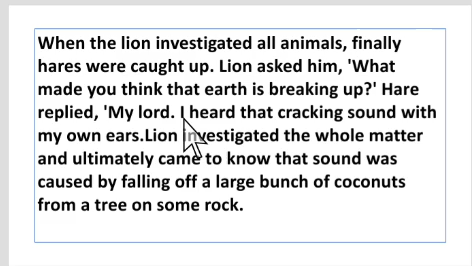 When the lion investigated all animals, finally
hares were caught up. Lion asked him, 'What
made you think that earth is breaking up?' Hare
replied, 'My lord. I heard that cracking sound with
my own ears.Lion investigated the whole matter
and ultimately came to know that sound was
caused by falling off a large bunch of coconuts
from a tree on some rock.